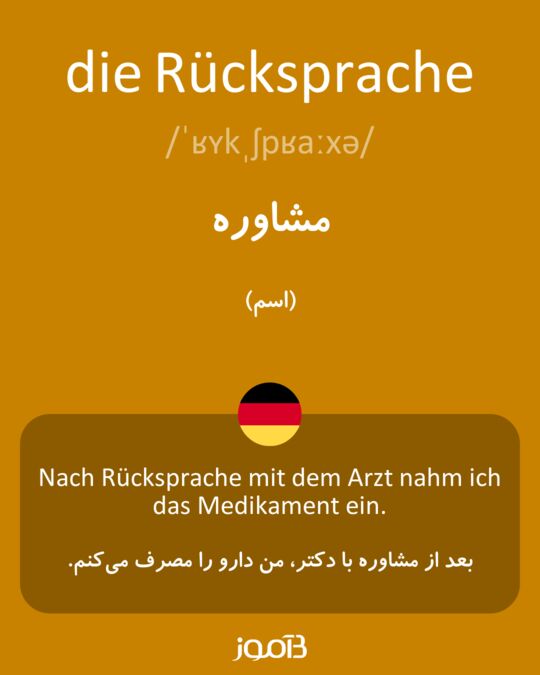 die Rücksprache
/ˈʁʏkˌʃpʁaːxə/
مشاوره
(اسم)
Nach Rücksprache mit dem Arzt nahm ich
das Medikament ein.
بعد از مشاوره با دکتر، من دارو را مصرف می‌کنم.
بـآموز